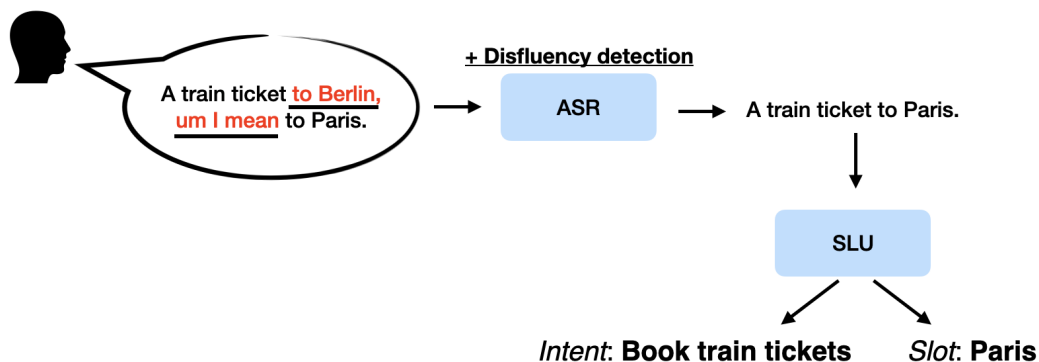 + Disfluency detection
A train ticket to Berlin,
um I mean to Paris.
ASR
A train ticket to Paris.
SLU
Intent: Book train tickets
Slot: Paris